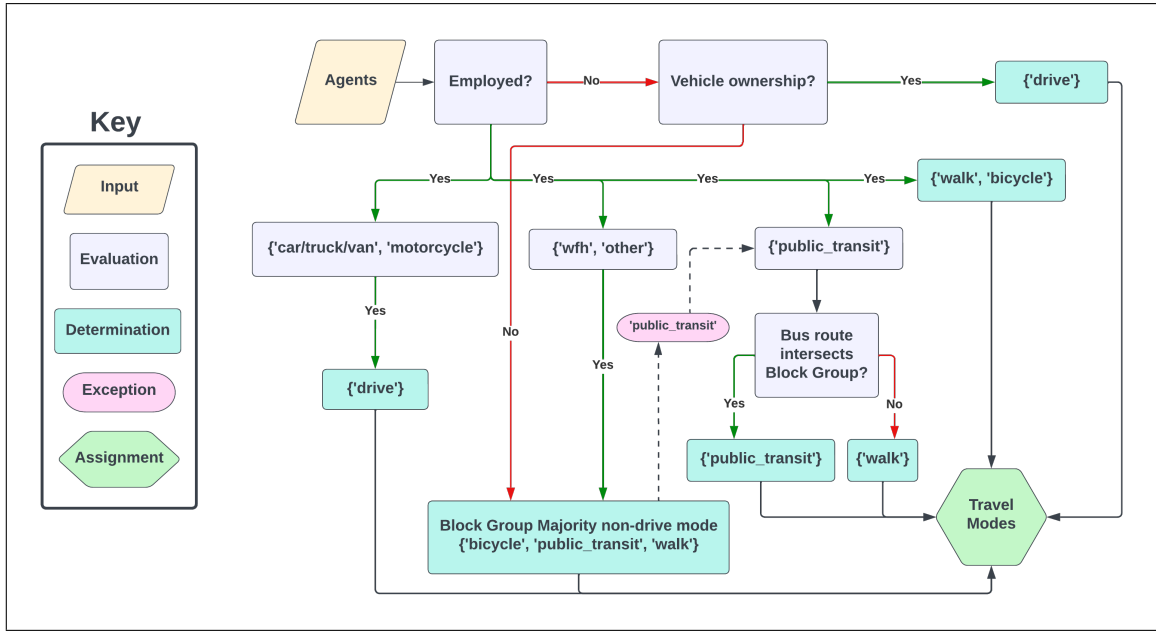 Agents
Employed?
No
Vehicle ownership?
Yes
{'drive'}
Key
Input
Evaluation
Determination
Exception
Assignment
Yes
Yes
Yes
Yes
{'walk', 'bicycle'}
{'car/truck/van', 'motorcycle'}
{'wfh', 'other'}
{'public_transit'}
Yes
No
'public_transit'
Yes
Bus route
intersects
Block Group?
{'drive'}
Yes
No
{'public_transit'}
{'walk'}
Block Group Majority non-drive mode
{'bicycle', 'public_transit', 'walk'}
Travel
Modes